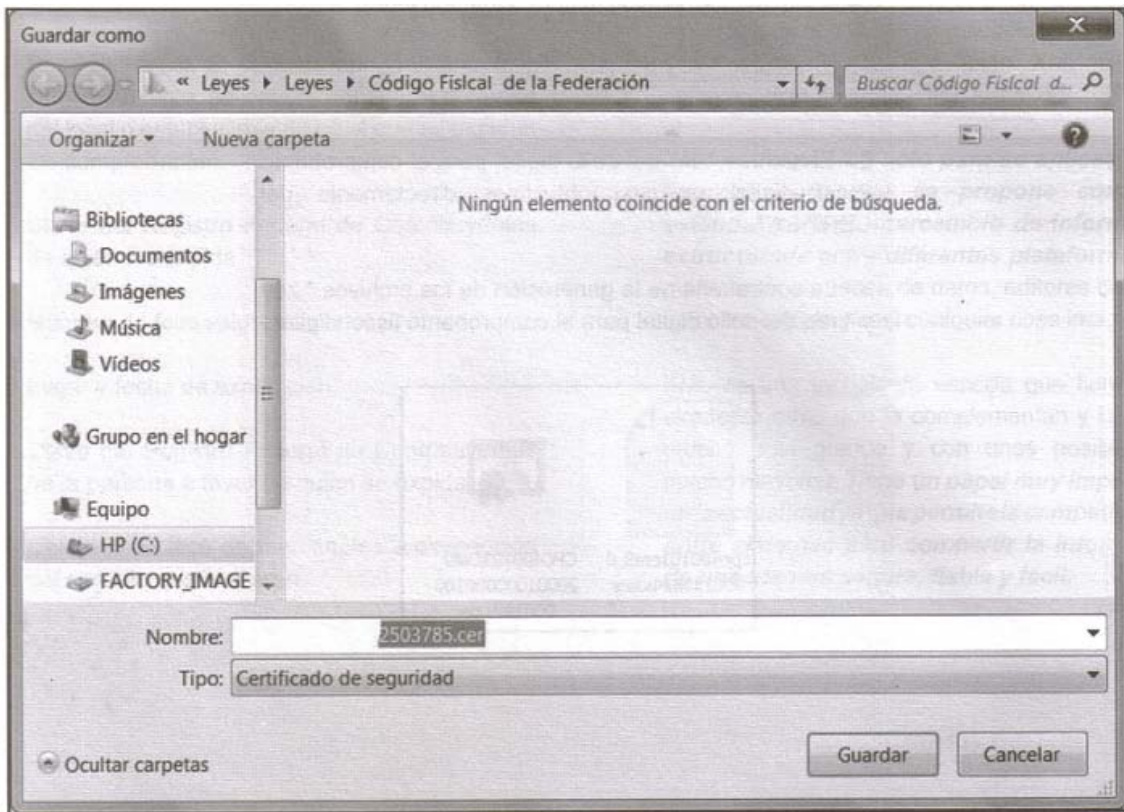 Guardar como
« Leyes ▸ Leyes ▸ Código Fislcal de la Federación
Buscar Código Fislcal d...
Organizar
Nueva carpeta
Ningún elemento coincide con el criterio de búsqueda.
Bibliotecas
Documentos
Imágenes
Música
Vídeos
Grupo en el hogar
Equipo
HP (C:)
FACTORY_IMAGE
Nombre: 2503785.cer
Tipo: Certificado de seguridad
Ocultar carpetas
Guardar
Cancelar